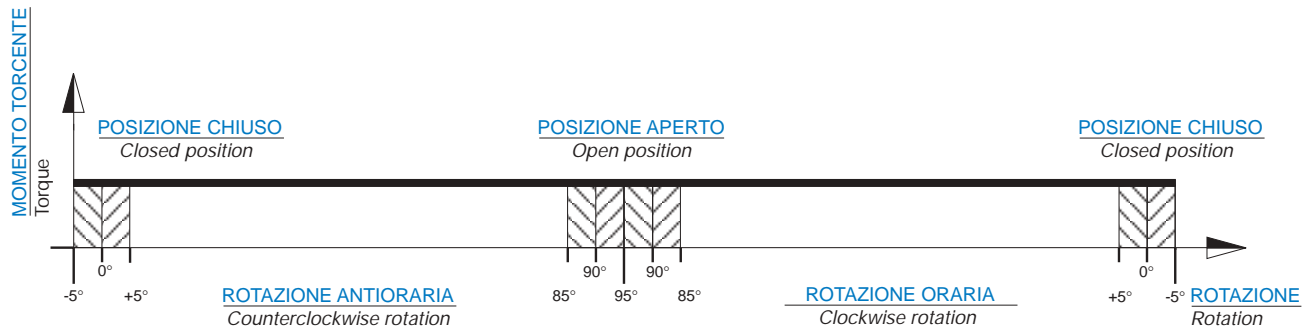 MOMENTO TORCENTE
Torque
POSIZIONE CHIUSO
Closed position
POSIZIONE APERTO
Open position
POSIZIONE CHIUSO
Closed position
0° 90° 90° 0°
-5° +5° 85° 95° 85° +5° -5°
ROTAZIONE ANTIORARIA
Counterclockwise rotation
ROTAZIONE ORARIA
Clockwise rotation
ROTAZIONE
Rotation